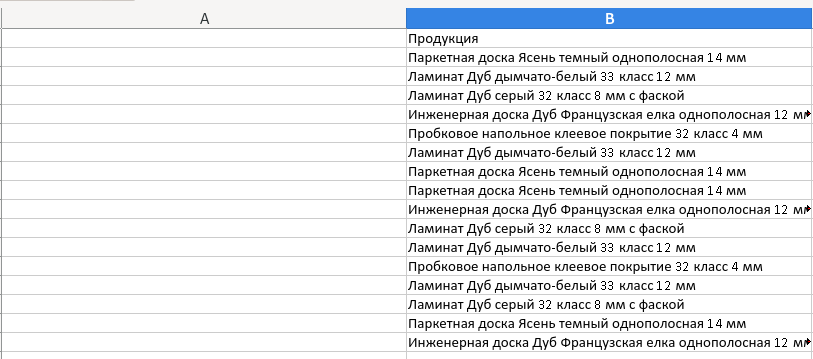 A
B
Продукция
Паркетная доска Ясень темный однополосная 14 мм
Ламинат Дуб дымчато-белый 33 класс 12 мм
Ламинат Дуб серый 32 класс 8 мм с фаской
Инженерная доска Дуб Французская елка однополосная 12 мм
Пробковое напольное клеевое покрытие 32 класс 4 мм
Ламинат Дуб дымчато-белый 33 класс 12 мм
Паркетная доска Ясень темный однополосная 14 мм
Паркетная доска Ясень темный однополосная 14 мм
Инженерная доска Дуб Французская елка однополосная 12 мм
Ламинат Дуб серый 32 класс 8 мм с фаской
Ламинат Дуб дымчато-белый 33 класс 12 мм
Пробковое напольное клеевое покрытие 32 класс 4 мм
Ламинат Дуб дымчато-белый 33 класс 12 мм
Ламинат Дуб серый 32 класс 8 мм с фаской
Паркетная доска Ясень темный однополосная 14 мм
Инженерная доска Дуб Французская елка однополосная 12 мм